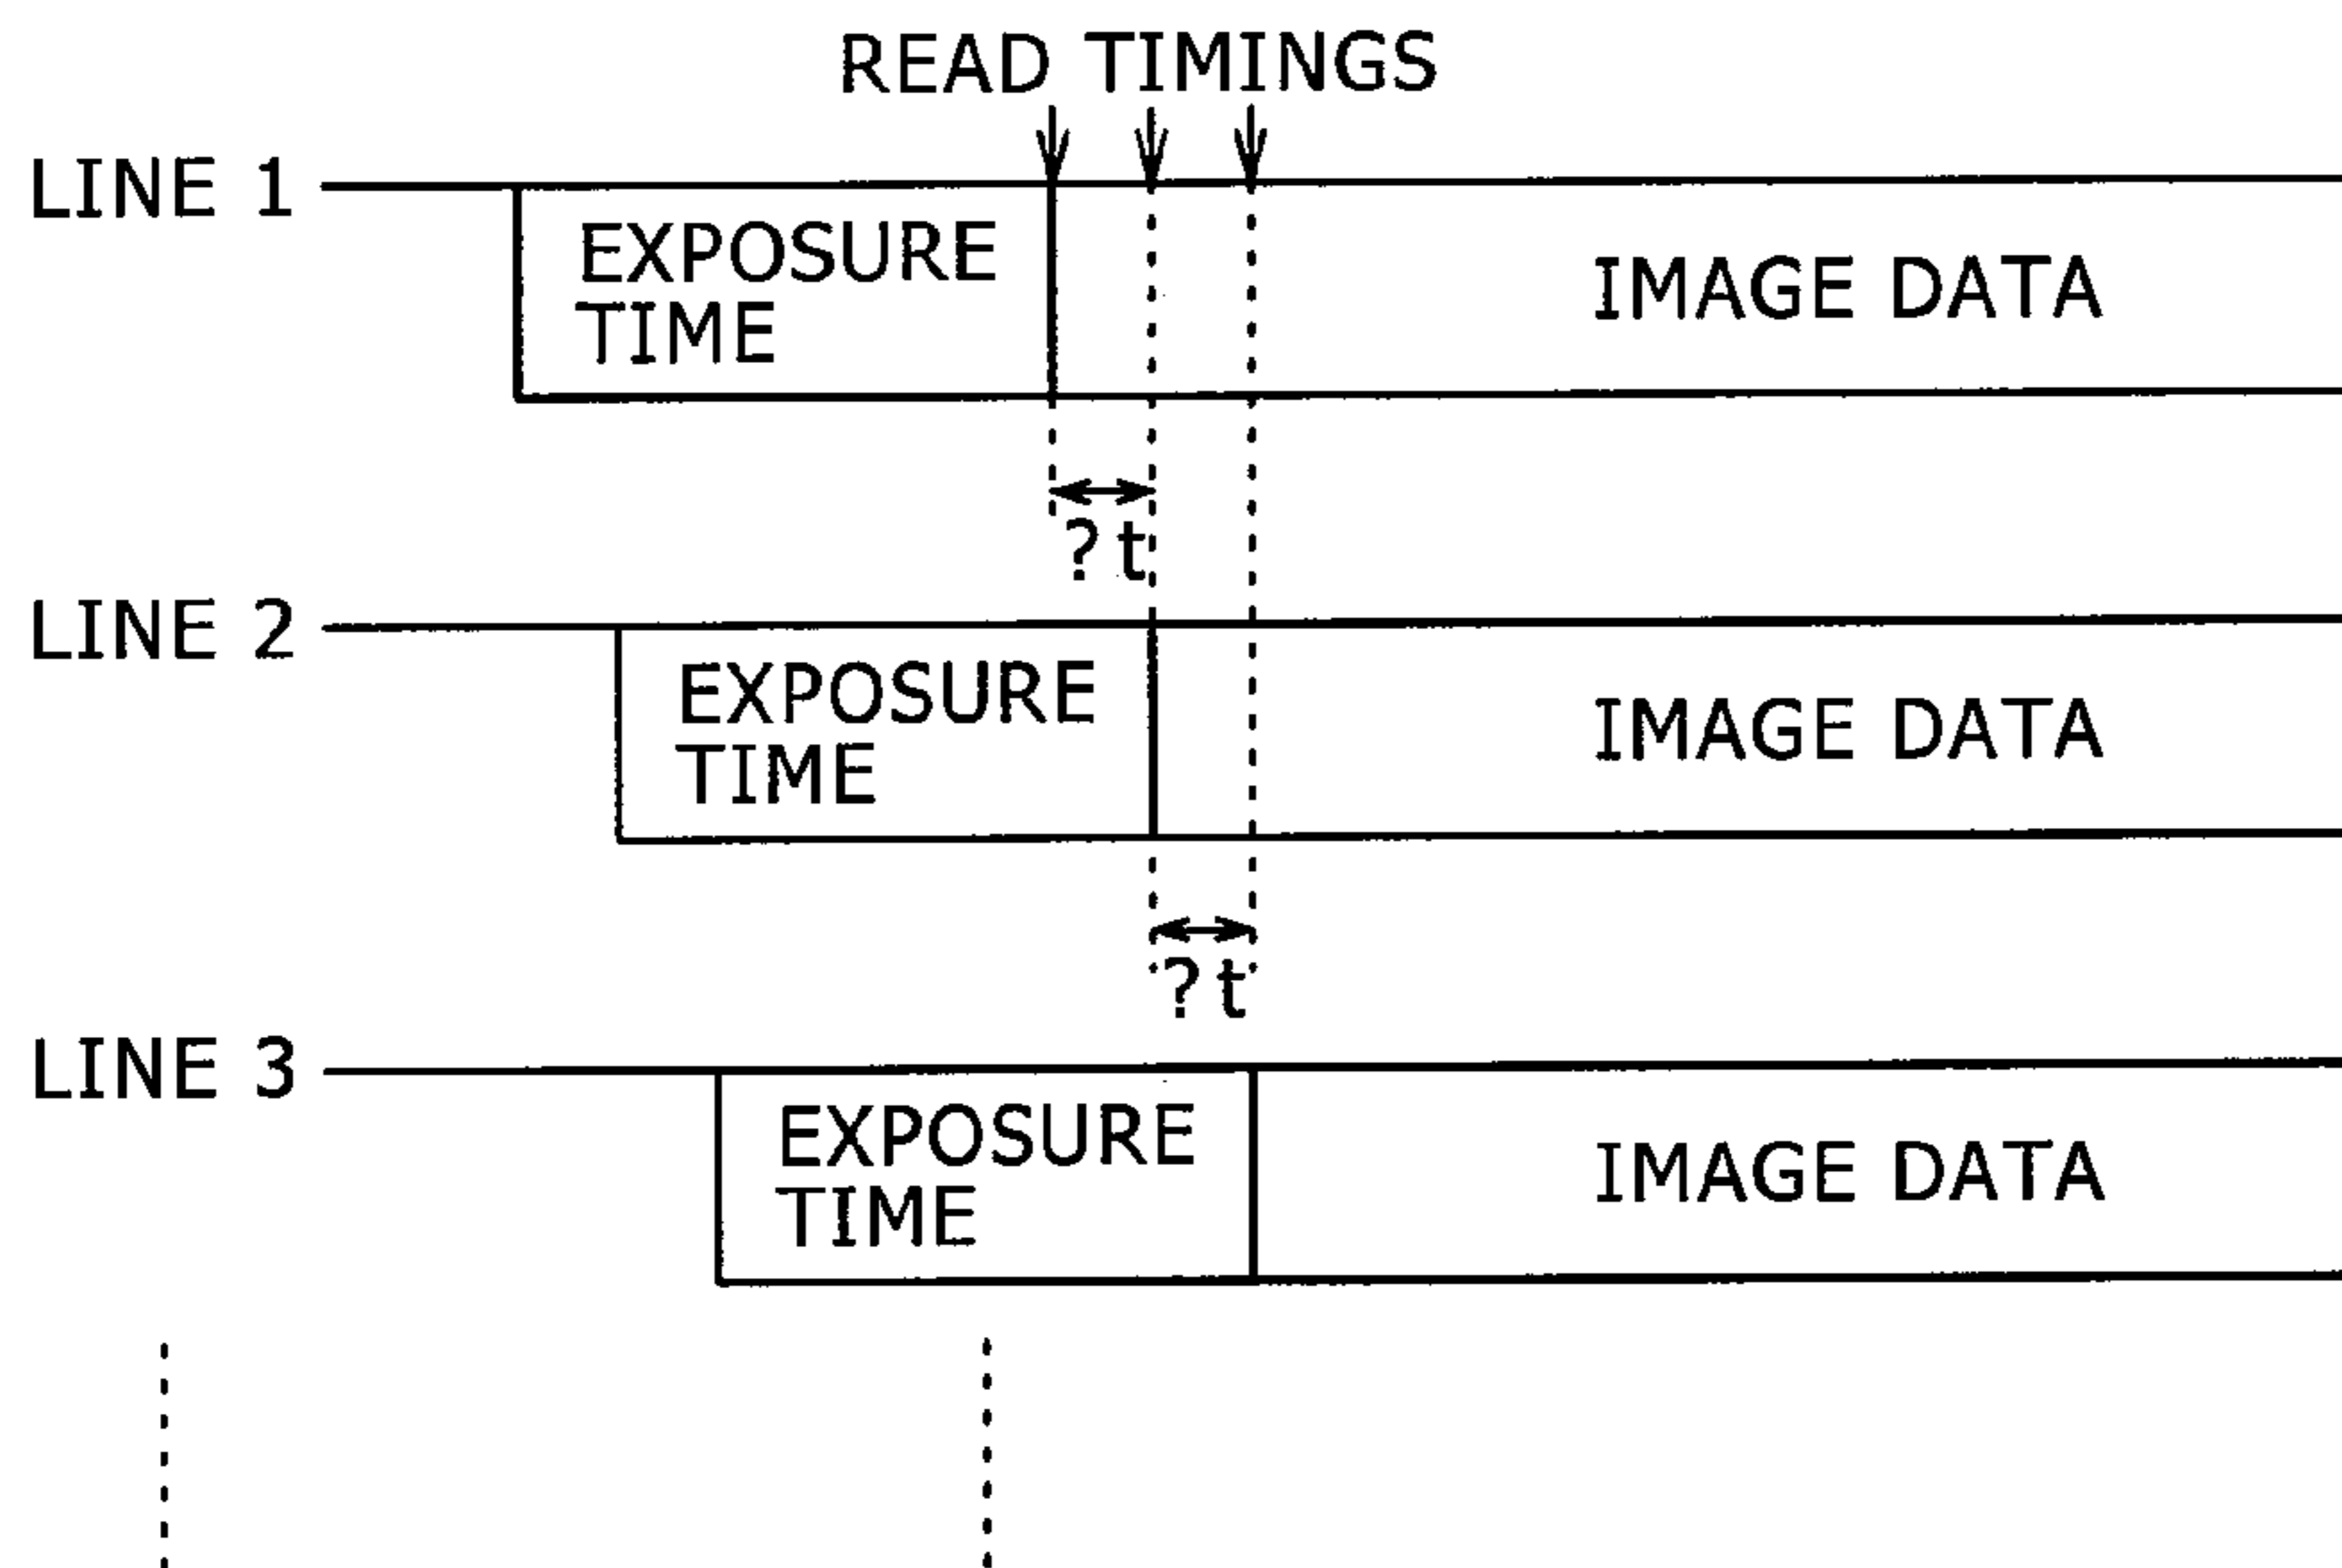 READ TIMINGS
LINE 1
EXPOSURE
TIME
IMAGE DATA
?t
LINE 2
EXPOSURE
TIME
IMAGE DATA
?t
LINE 3
EXPOSURE
TIME
IMAGE DATA